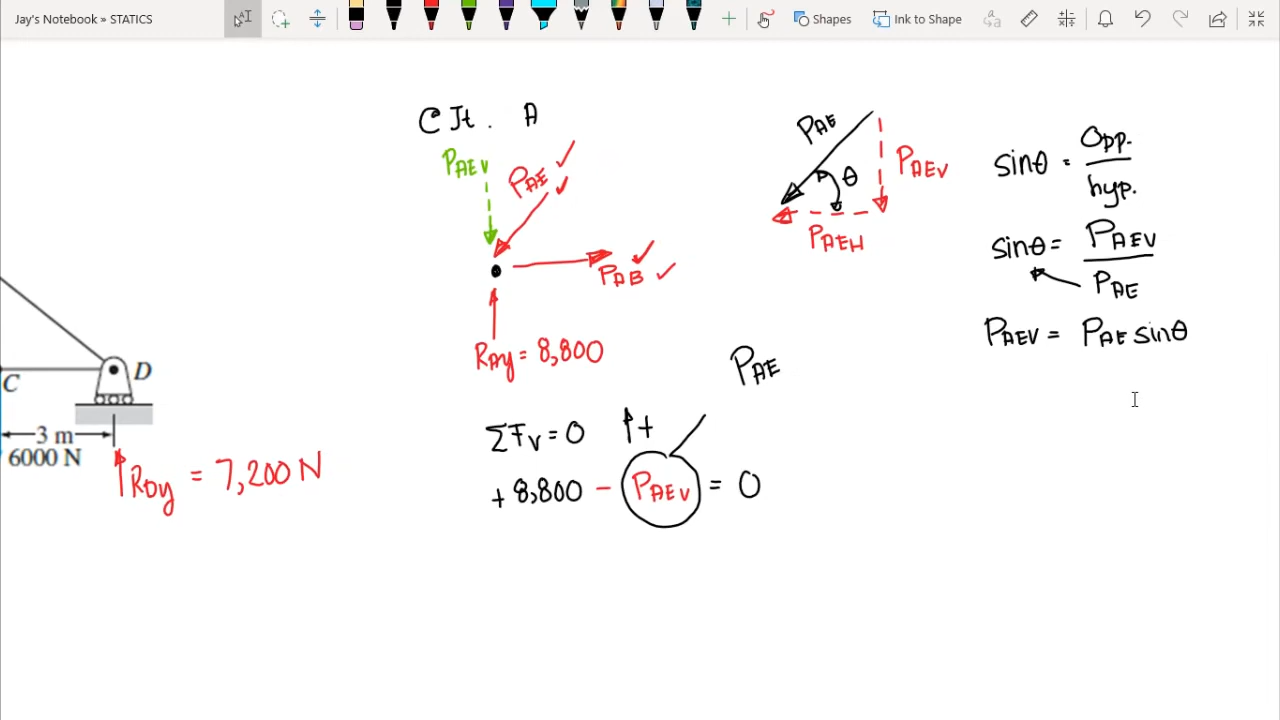 Jay's Notebook » STATICS
Shapes
Ink to Shape
@ Jt. A
PAEV
PAE
PAB
RAy = 8,800
PAE
θ
PAEV
PAEH
sinθ = Opp. / hyp.
sinθ = PAEV / PAE
PAEV = PAE sinθ
PAE
ΣFv = 0 ↑+
+ 8,800 − PAEV = 0
D
C
3 m
6000 N
RDy = 7,200 N